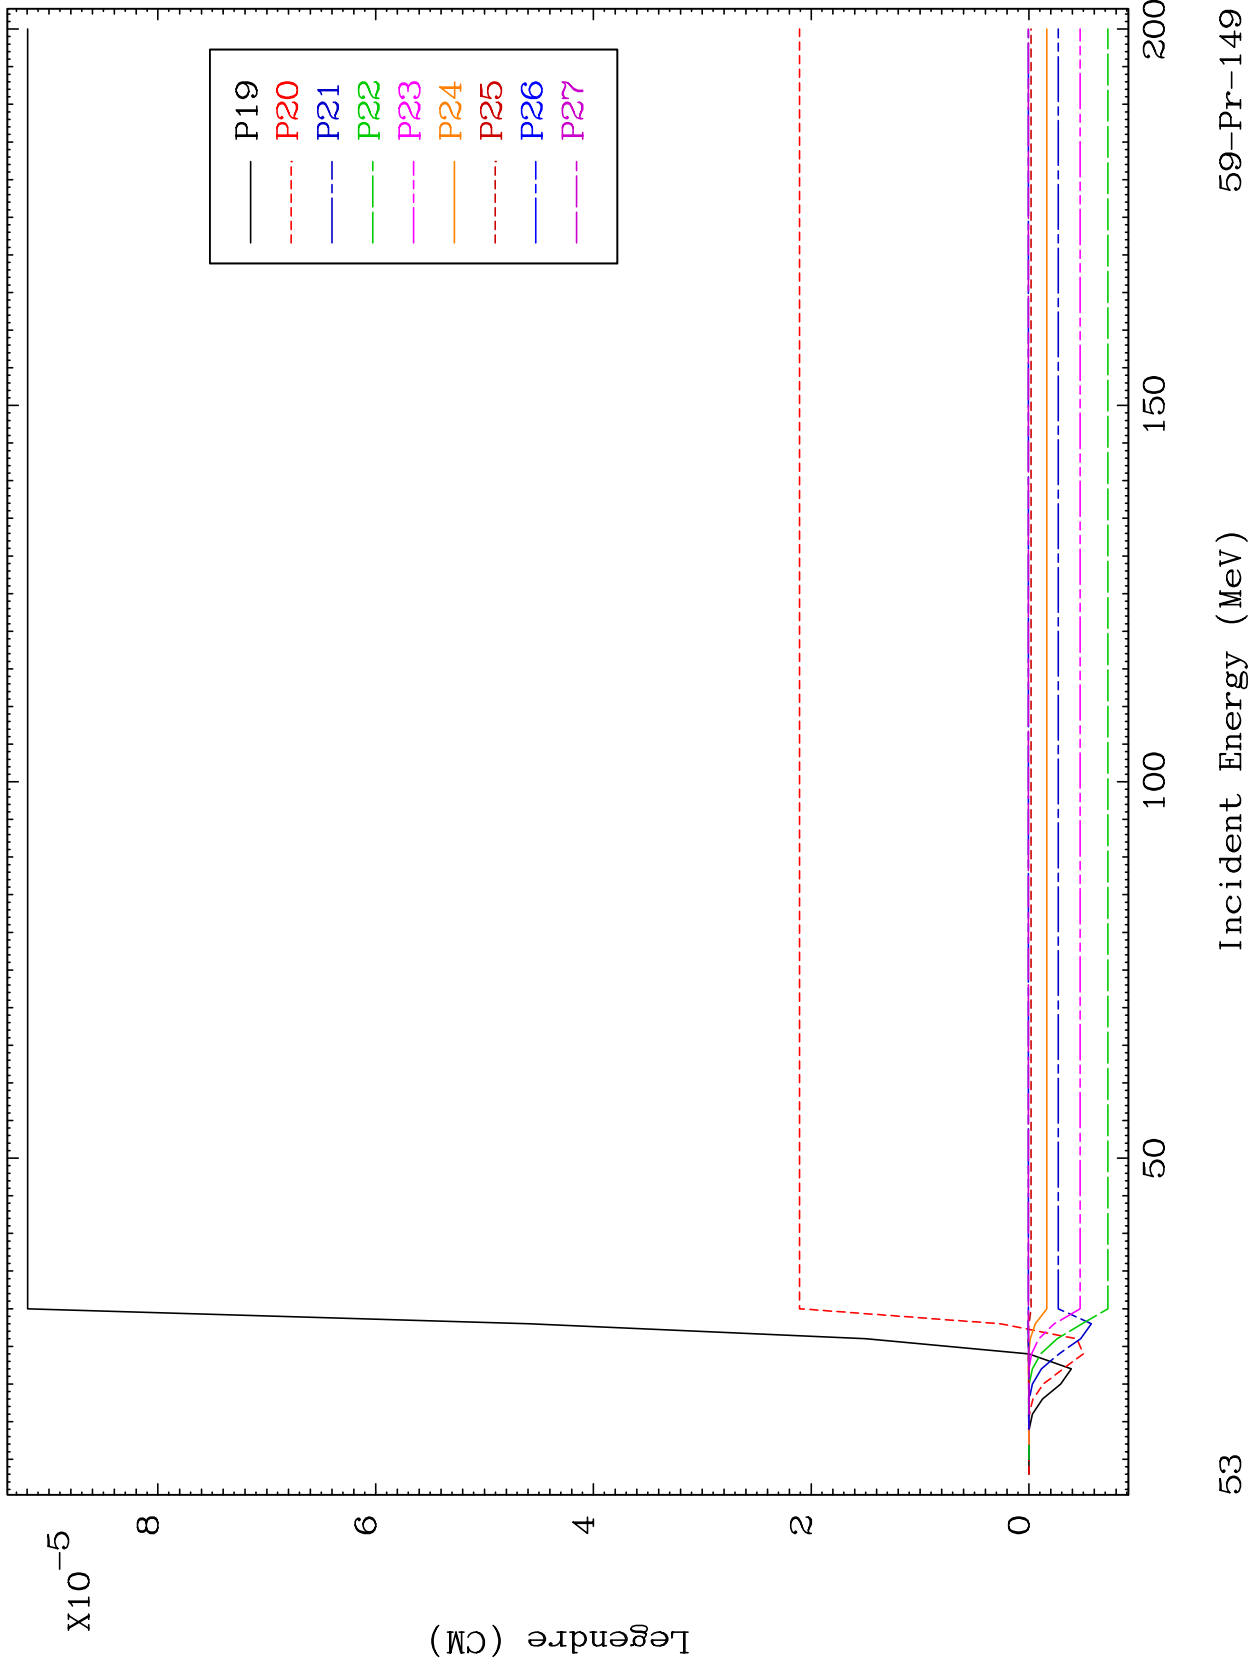 X10-5
8
6
4
2
0
Legendre (CM)
P19
P20
P21
P22
P23
P24
P25
P26
P27
50
100
150
200
Incident Energy (MeV)
53
59-Pr-149